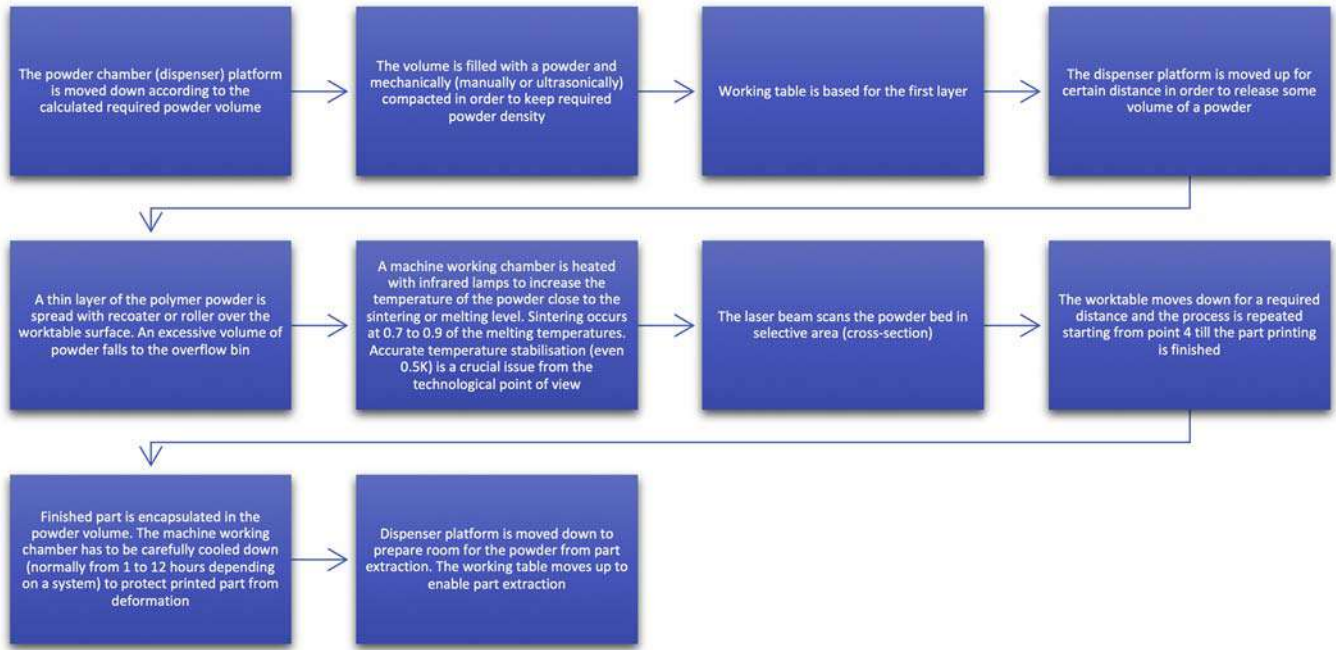 The powder chamber (dispenser) platform
is moved down according to the
calculated required powder volume
The volume is filled with a powder and
mechanically (manually or ultrasonically)
compacted in order to keep required
powder density
Working table is based for the first layer
The dispenser platform is moved up for
certain distance in order to release some
volume of a powder
A thin layer of the polymer powder is
spread with recoater or roller over the
worktable surface. An excessive volume of
powder falls to the overflow bin
A machine working chamber is heated
with infrared lamps to increase the
temperature of the powder close to the
sintering or melting level. Sintering occurs
at 0.7 to 0.9 of the melting temperatures.
Accurate temperature stabilisation (even
0.5K) is a crucial issue from the
technological point of view
The laser beam scans the powder bed in
selective area (cross-section)
The worktable moves down for a required
distance and the process is repeated
starting from point 4 till the part printing
is finished
Finished part is encapsulated in the
powder volume. The machine working
chamber has to be carefully cooled down
(normally from 1 to 12 hours depending
on a system) to protect printed part from
deformation
Dispenser platform is moved down to
prepare room for the powder from part
extraction. The working table moves up to
enable part extraction